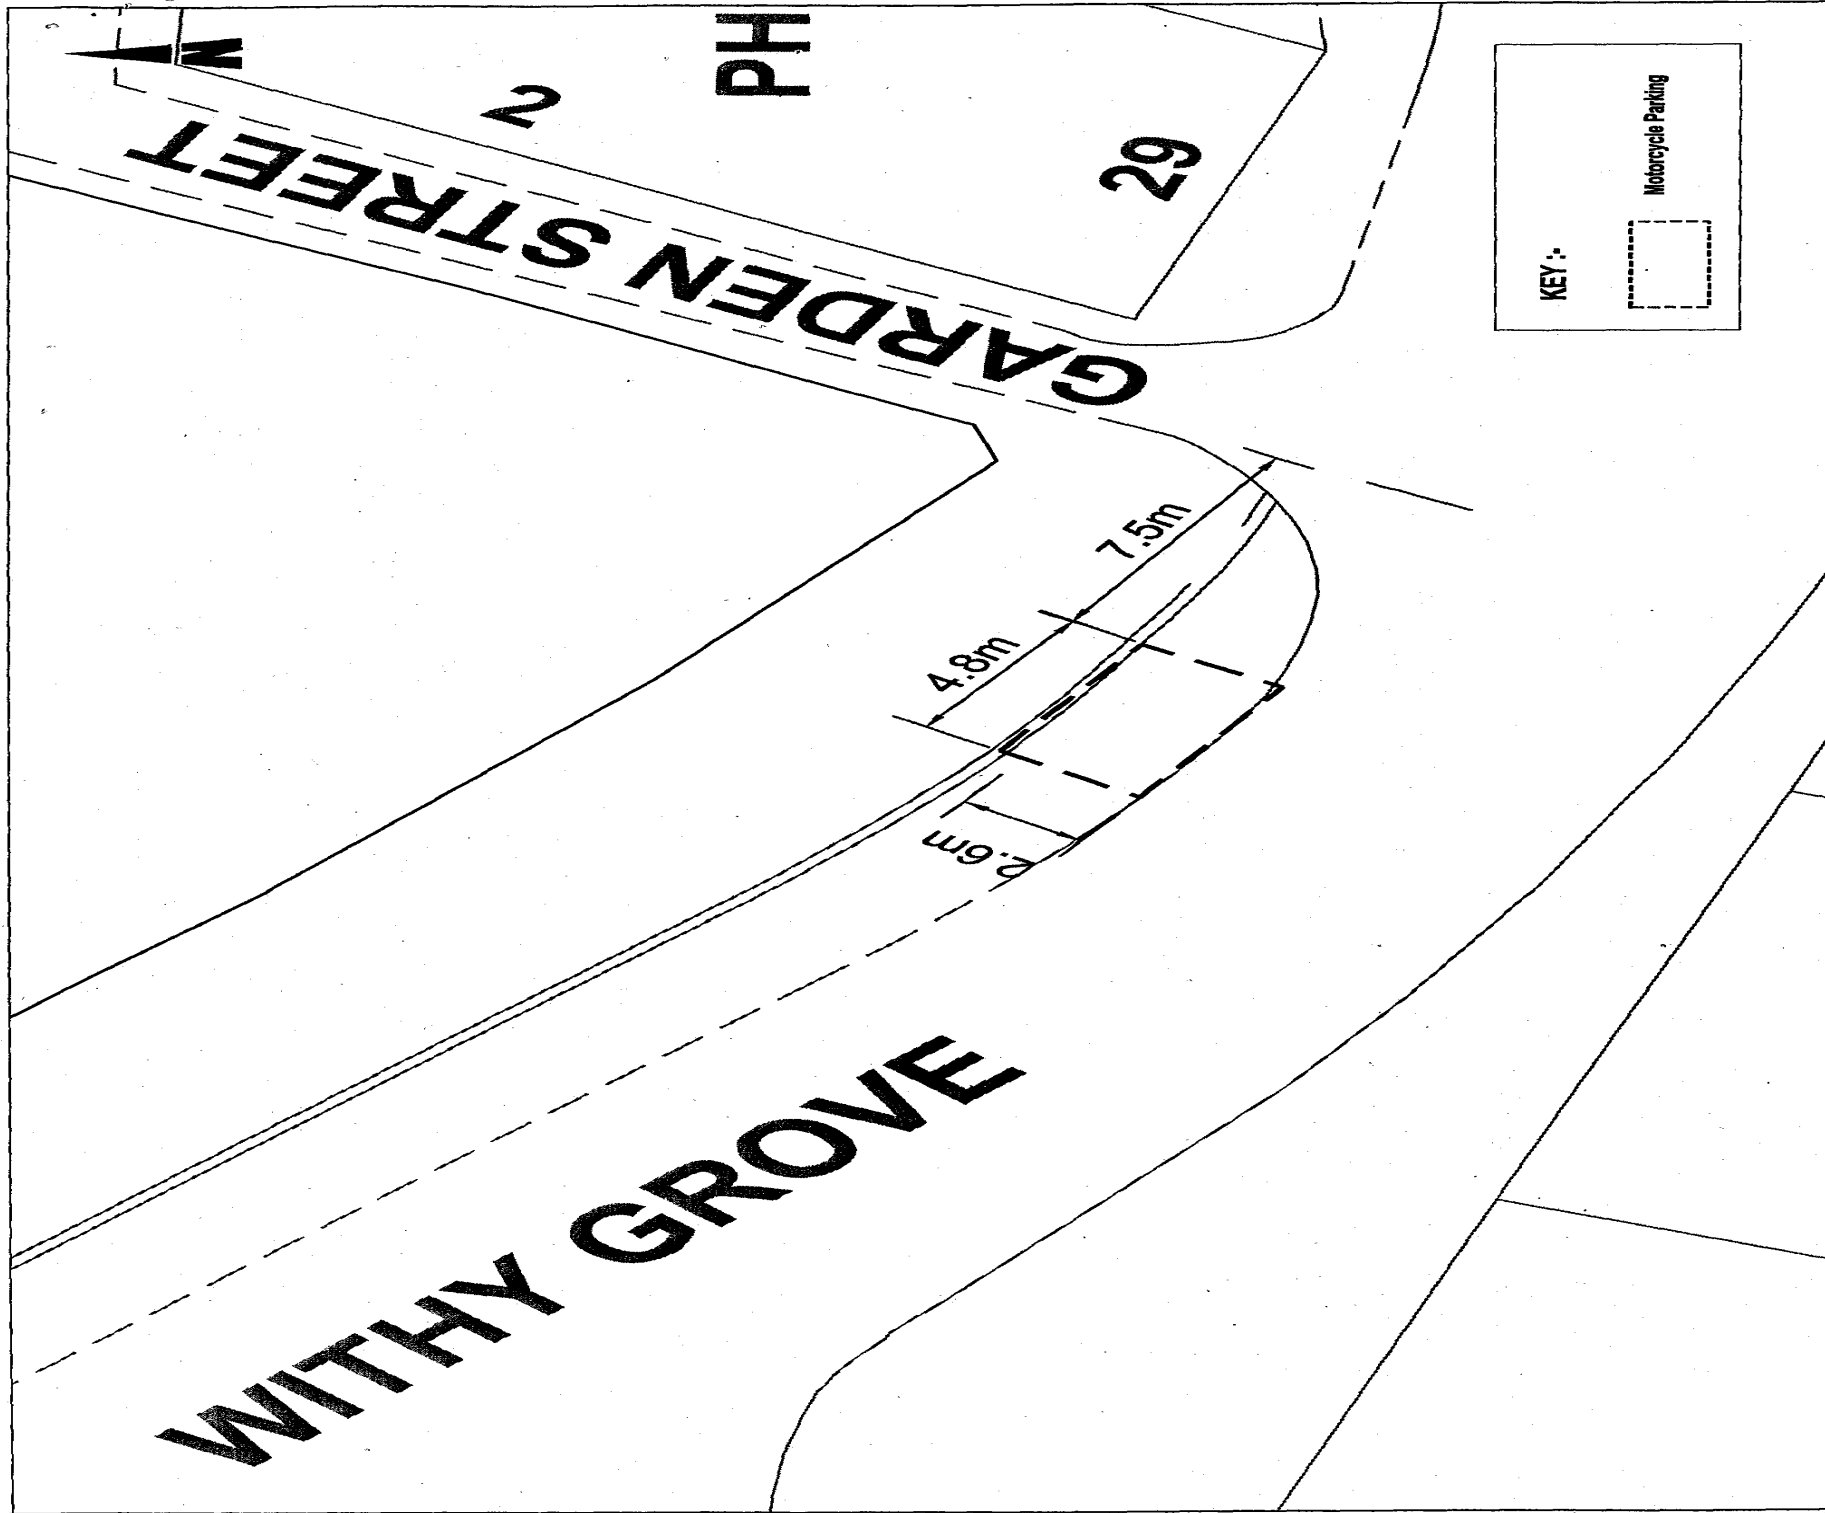 N
2
PH
GARDEN STREET
29
KEY :-
Motorcycle Parking
7.5m
4.8m
2.6m
WITHY GROVE